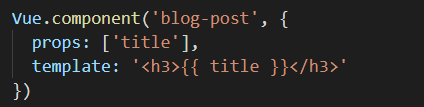 Vue.component('blog-post', {
  props: ['title'],
  template: '<h3>{{ title }}</h3>'
})